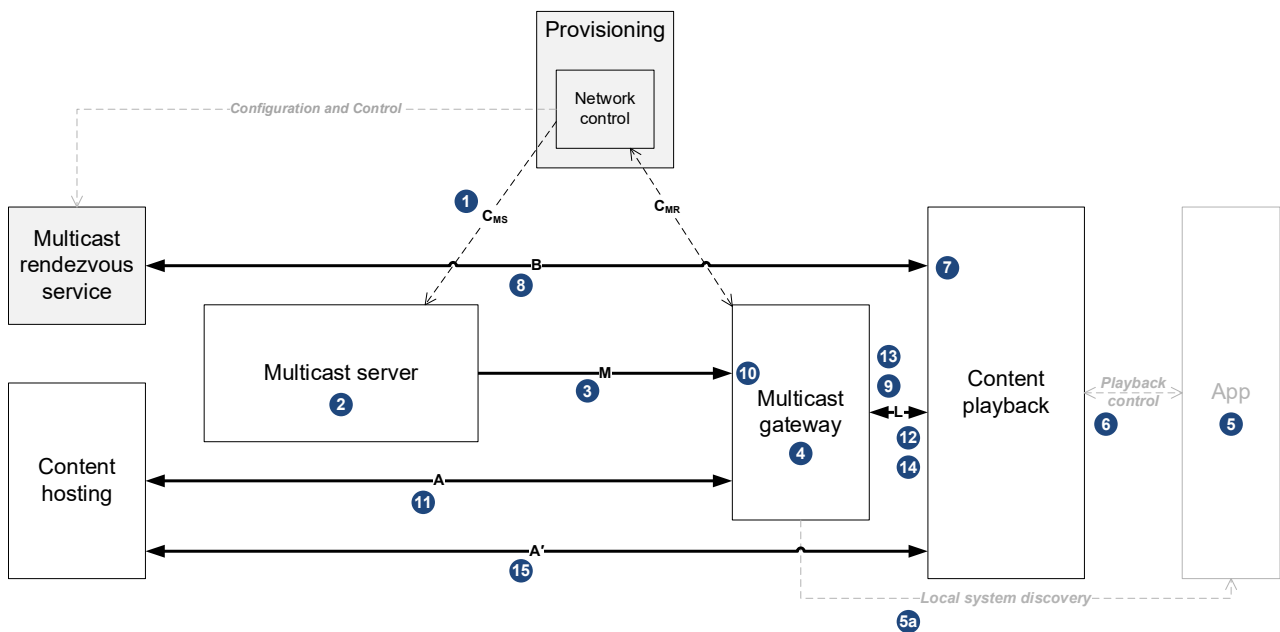 Provisioning
Network
control
Configuration and Control
1
CMS
CMR
Multicast
rendezvous
service
B
8
7
Multicast server
2
M
3
10
Multicast
gateway
4
13
9
L
12
14
Content
playback
Playback
control
6
App
5
Content
hosting
A
11
A′
15
Local system discovery
5a